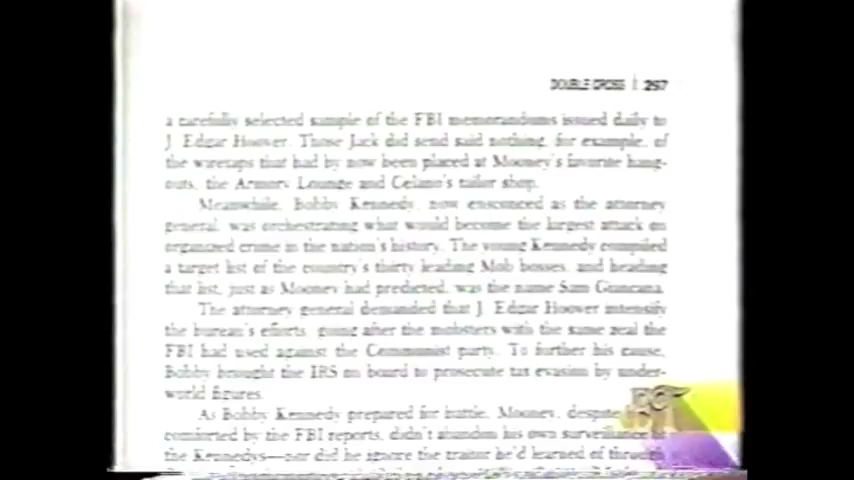 DOUBLE CROSS | 297
a carefully selected sample of the FBI memorandums issued daily to
J. Edgar Hoover. Those Jack did send said nothing, for example, of
the wiretaps that had by now been placed at Mooney's favorite hang-
outs, the Armory Lounge and Celano's tailor shop.
Meanwhile, Bobby Kennedy, now ensconced as the attorney
general, was orchestrating what would become the largest attack on
organized crime in the nation's history. The young Kennedy compiled
a target list of the country's thirty leading Mob bosses, and heading
that list, just as Mooney had predicted, was the name Sam Giancana.
The attorney general demanded that J. Edgar Hoover intensify
the bureau's efforts, going after the mobsters with the same zeal the
FBI had used against the Communist party. To further his cause,
Bobby brought the IRS on board to prosecute tax evasion by under-
world figures.
As Bobby Kennedy prepared for battle, Mooney, despite
comforted by the FBI reports, didn't abandon his own
the Kennedys—nor did he ignore the traitor he'd learned of through